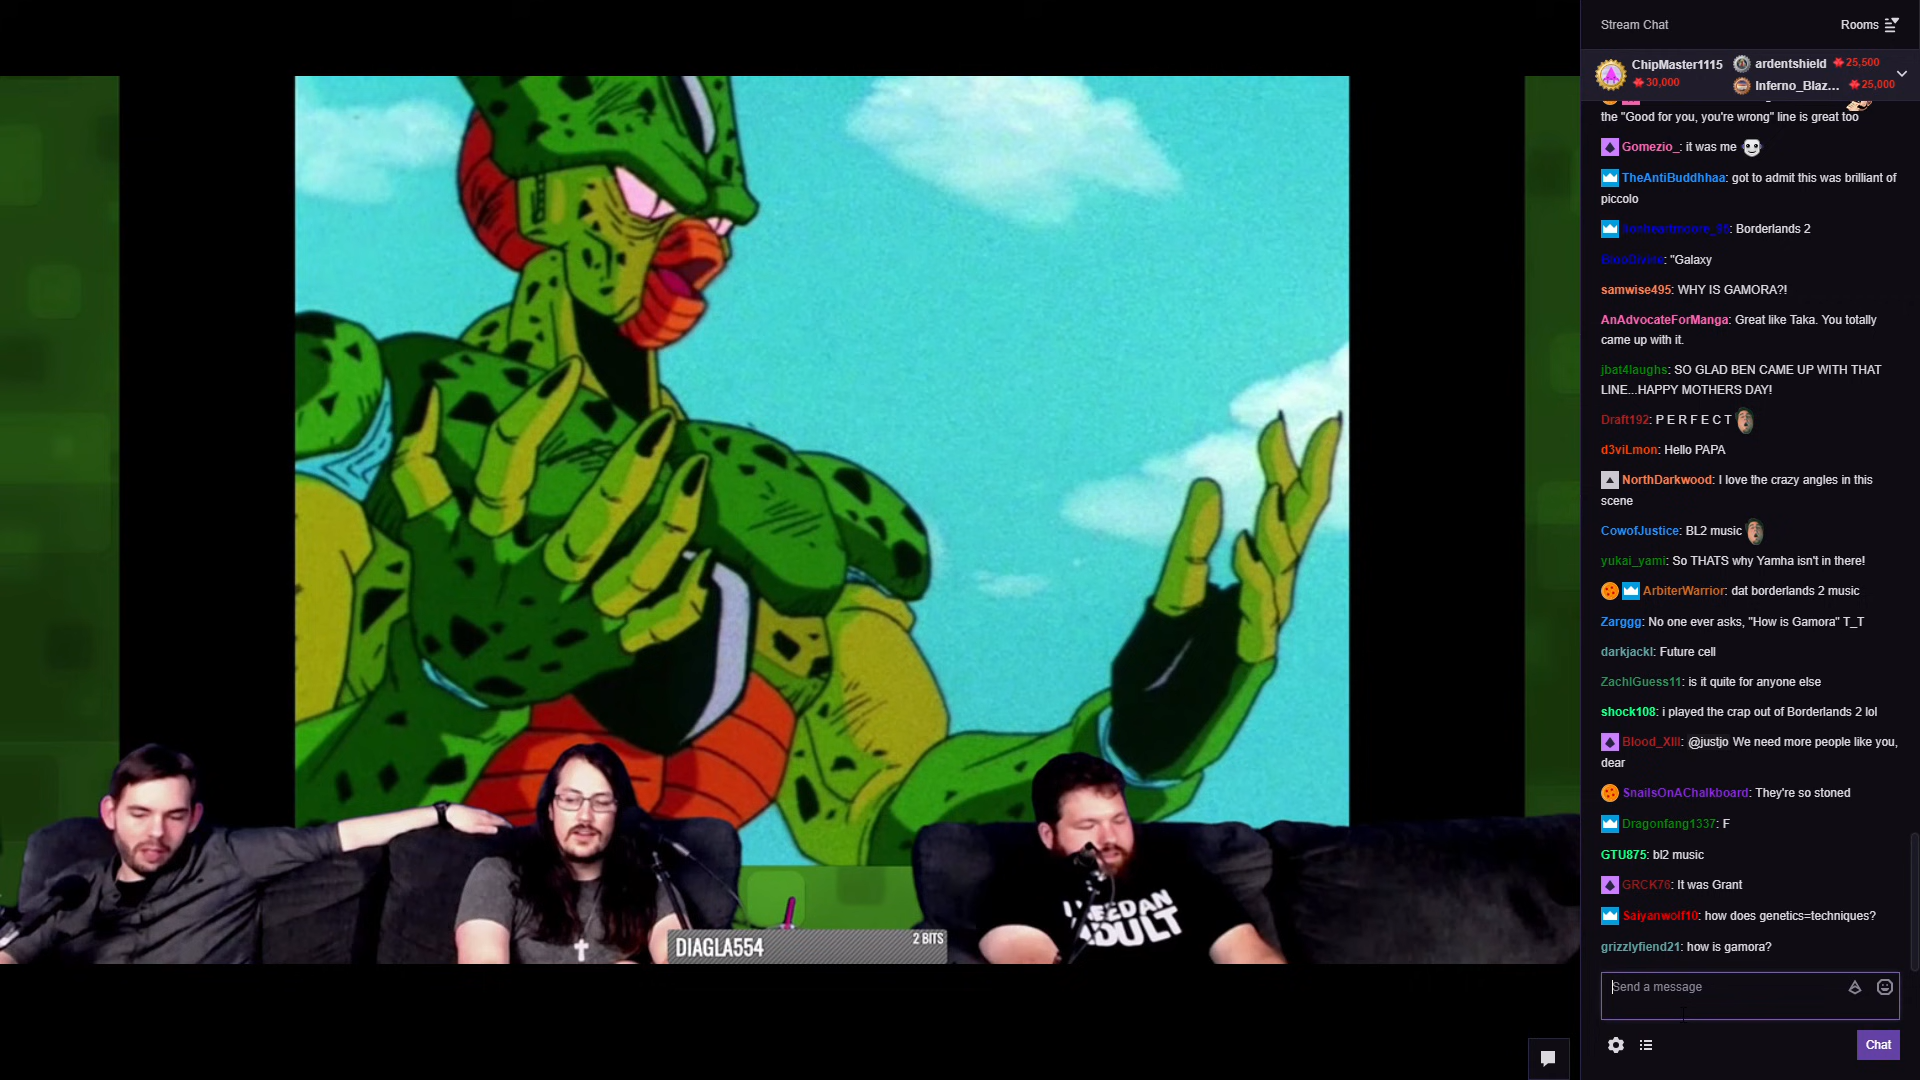 Stream Chat
Rooms
ChipMaster1115
30,000
ardentshield 25,500
Inferno_Blaz... 25,000
the "Good for you, you're wrong" line is great too
Gomezio_: it was me
TheAntiBuddhhaa: got to admit this was brilliant of
piccolo
: Borderlands 2
: "Galaxy
samwise495: WHY IS GAMORA?!
AnAdvocateForManga: Great like Taka. You totally
came up with it.
jbat4laughs: SO GLAD BEN CAME UP WITH THAT
LINE...HAPPY MOTHERS DAY!
Draft192: P E R F E C T
d3viLmon: Hello PAPA
NorthDarkwood: I love the crazy angles in this
scene
CowofJustice: BL2 music
yukai_yami: So THATS why Yamha isn't in there!
ArbiterWarrior: dat borderlands 2 music
Zarggg: No one ever asks, "How is Gamora" T_T
darkjackl: Future cell
ZachIGuess11: is it quite for anyone else
shock108: i played the crap out of Borderlands 2 lol
Blood_XIII: @justjo We need more people like you,
dear
SnailsOnAChalkboard: They're so stoned
Dragonfang1337: F
GTU875: bl2 music
GRCK76: It was Grant
Saiyanwolf10: how does genetics=techniques?
grizzlyfiend21: how is gamora?
Send a message
Chat
I NEED AN
ADULT
DIAGLA554
2 BITS